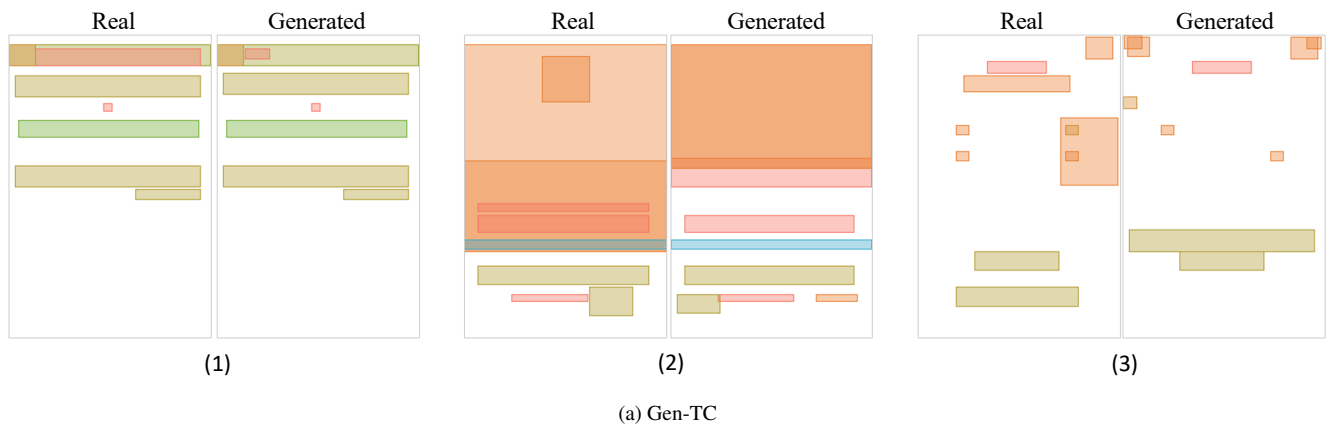 Real Generated Real Generated Real Generated
(1) (2) (3)
(a) Gen-TC